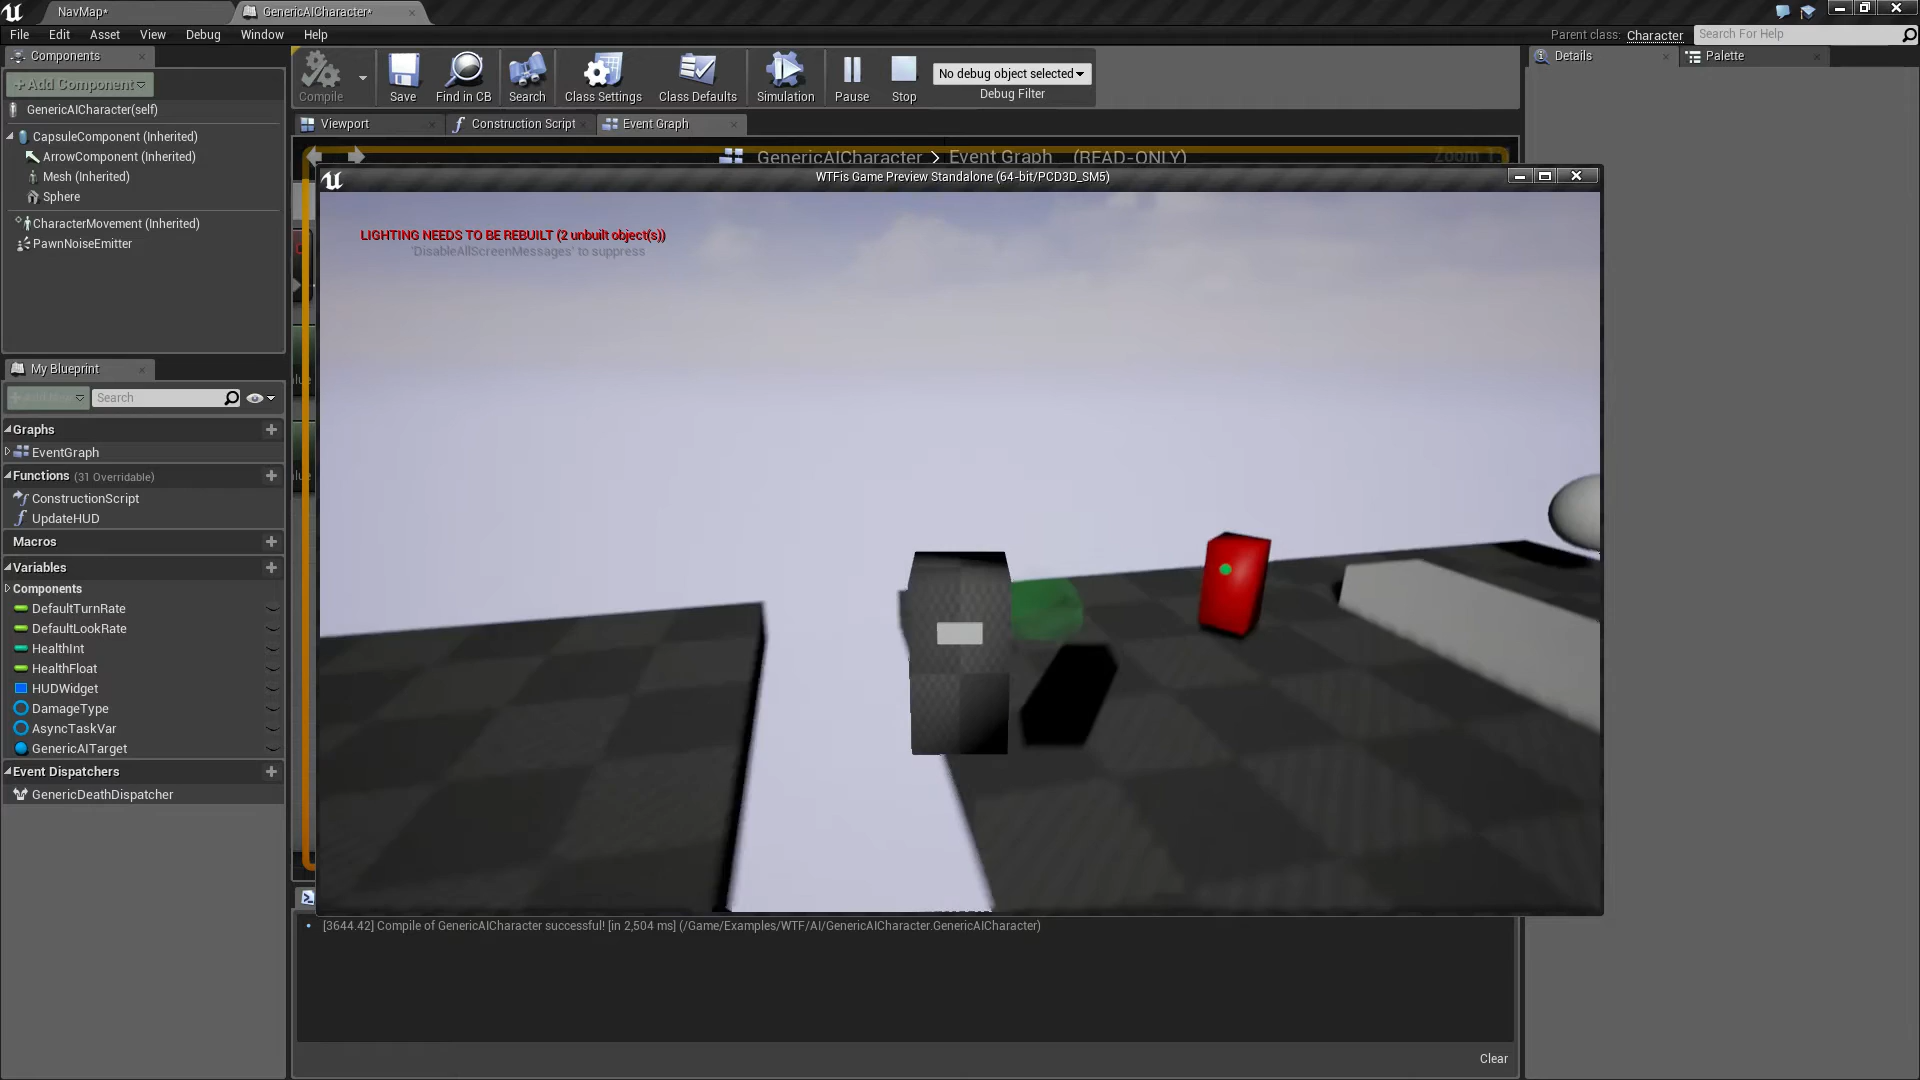 NavMap*
GenericAICharacter*
File Edit Asset View Debug Window Help
Parent class: Character
Search For Help
Components
+Add Component
GenericAICharacter(self)
CapsuleComponent (Inherited)
ArrowComponent (Inherited)
Mesh (Inherited)
Sphere
CharacterMovement (Inherited)
PawnNoiseEmitter
Compile
Save
Find in CB
Search
Class Settings
Class Defaults
Simulation
Pause
Stop
No debug object selected
Debug Filter
Details
Palette
Viewport
Construction Script
Event Graph
GenericAICharacter > Event Graph (READ-ONLY)
WTFis Game Preview Standalone (64-bit/PCD3D_SM5)
LIGHTING NEEDS TO BE REBUILT (2 unbuilt object(s))
'DisableAllScreenMessages' to suppress
My Blueprint
Search
Graphs
EventGraph
Functions (31 Overridable)
ConstructionScript
UpdateHUD
Macros
Variables
Components
DefaultTurnRate
DefaultLookRate
HealthInt
HealthFloat
HUDWidget
DamageType
AsyncTaskVar
GenericAITarget
Event Dispatchers
GenericDeathDispatcher
[3644.42] Compile of GenericAICharacter successful! [in 2,504 ms] (/Game/Examples/WTF/AI/GenericAICharacter.GenericAICharacter)
Clear